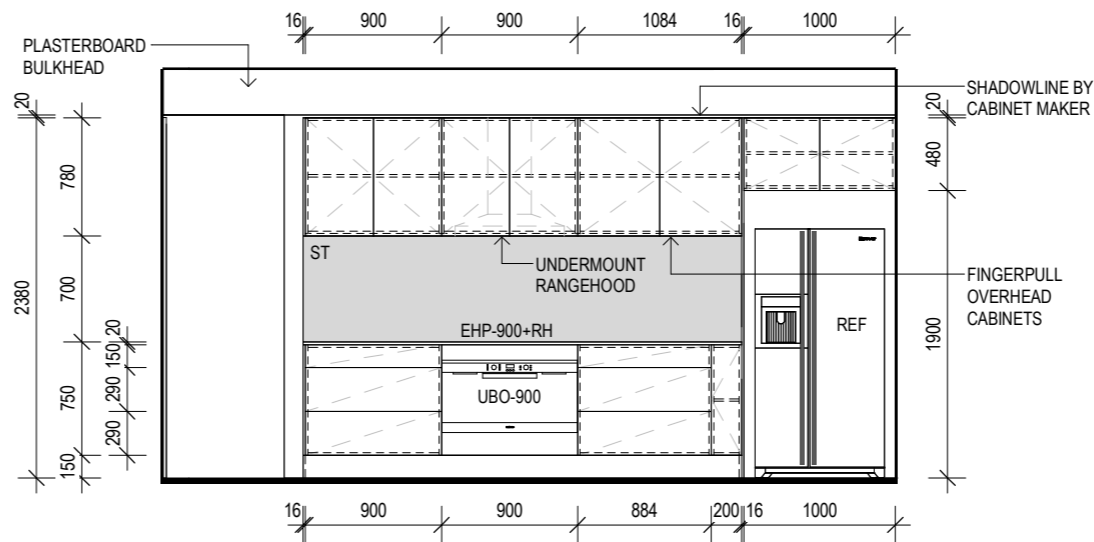 16 900 900 1084 16 1000
PLASTERBOARD
BULKHEAD
SHADOWLINE BY
CABINET MAKER
20
20
780
480
2380
700
ST
UNDERMOUNT
RANGEHOOD
FINGERPULL
OVERHEAD
CABINETS
REF
EHP-900+RH
1900
20
150
750
290
UBO-900
290
150
16 900 900 884 200 16 1000